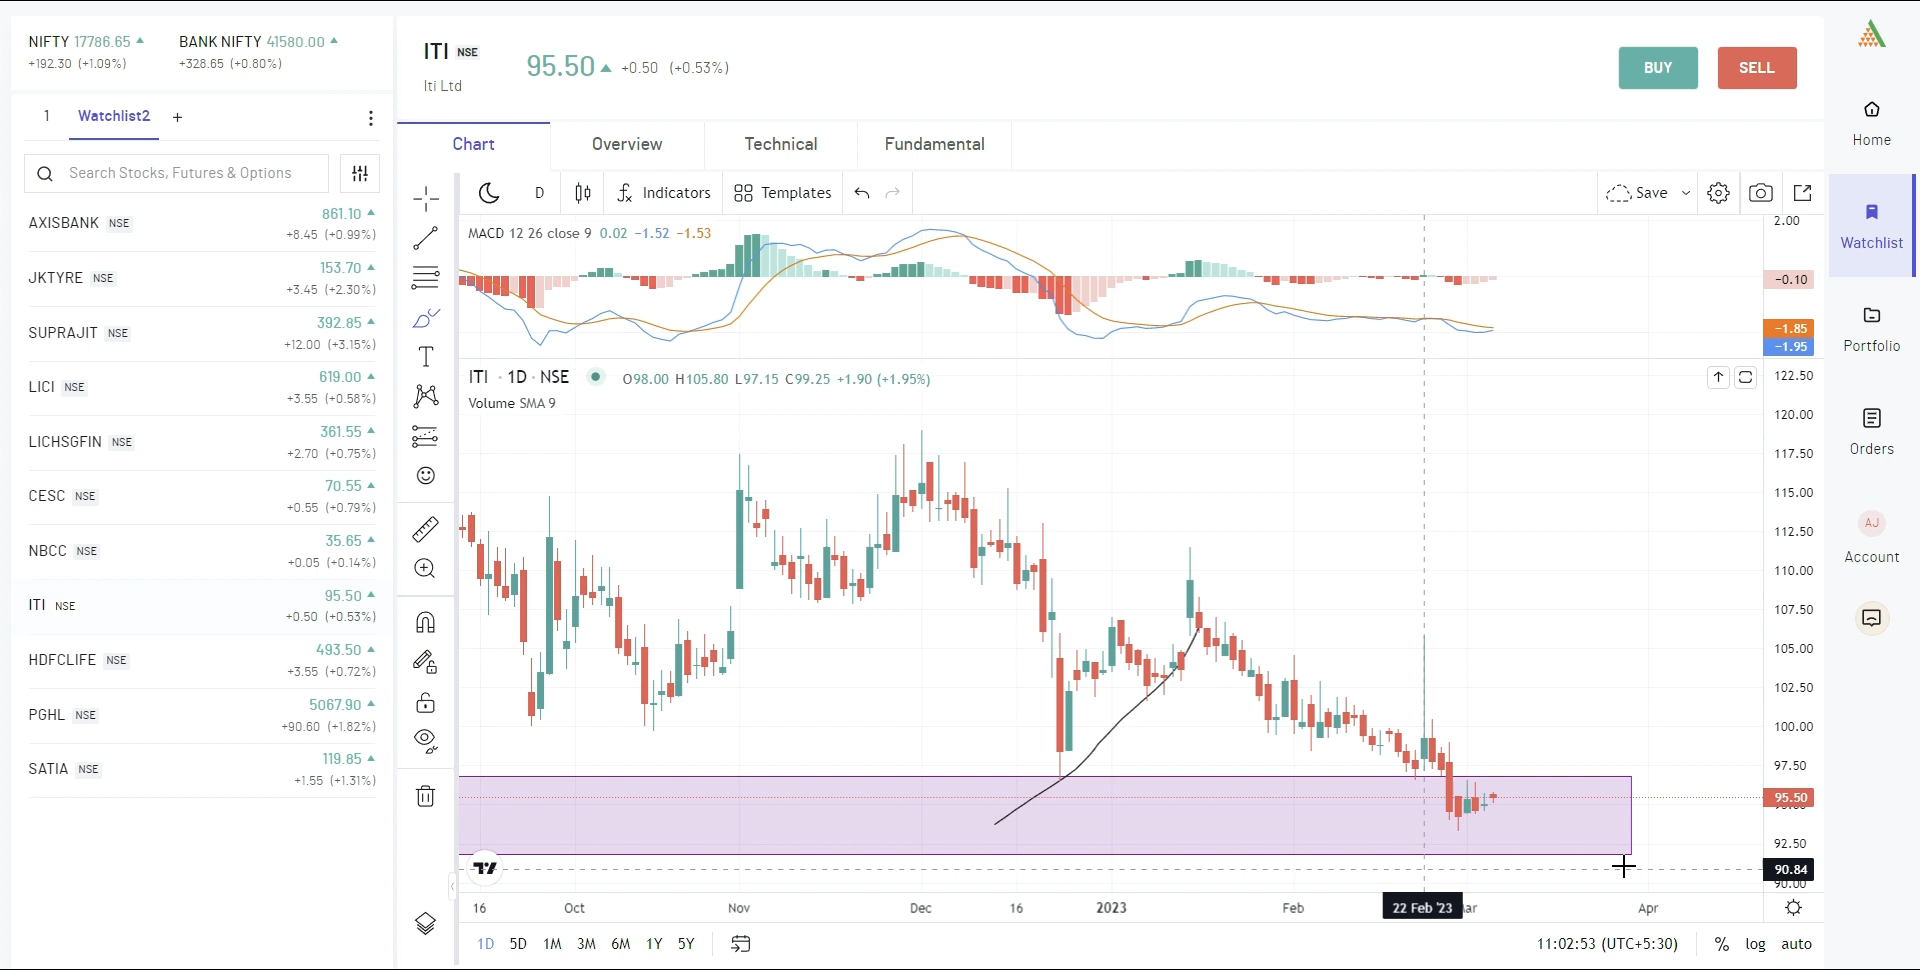 NIFTY 17786.65
+192.30 (+1.09%)
BANK NIFTY 41580.00
+328.65 (+0.80%)
1 Watchlist2 +
Search Stocks, Futures & Options
AXISBANK NSE 861.10
+8.45 (+0.99%)
JKTYRE NSE 153.70
+3.45 (+2.30%)
SUPRAJIT NSE 392.85
+12.00 (+3.15%)
LICI NSE 619.00
+3.55 (+0.58%)
LICHSGFIN NSE 361.55
+2.70 (+0.75%)
CESC NSE 70.55
+0.55 (+0.79%)
NBCC NSE 35.65
+0.05 (+0.14%)
ITI NSE 95.50
+0.50 (+0.53%)
HDFCLIFE NSE 493.50
+3.55 (+0.72%)
PGHL NSE 5067.90
+90.60 (+1.82%)
SATIA NSE 119.85
+1.55 (+1.31%)
ITI NSE
Iti Ltd
95.50 +0.50 (+0.53%)
BUY SELL
Chart Overview Technical Fundamental
D Indicators Templates Save
MACD 12 26 close 9 0.02 −1.52 −1.53
2.00
−0.10
−1.85
−1.95
ITI · 1D · NSE O98.00 H105.80 L97.15 C99.25 +1.90 (+1.95%)
Volume SMA 9
122.50
120.00
117.50
115.00
112.50
110.00
107.50
105.00
102.50
100.00
97.50
95.50
92.50
90.84
90.00
16 Oct Nov Dec 16 2023 Feb 22 Feb '23 Apr
1D 5D 1M 3M 6M 1Y 5Y
11:02:53 (UTC+5:30) % log auto
Home
Watchlist
Portfolio
Orders
AJ
Account